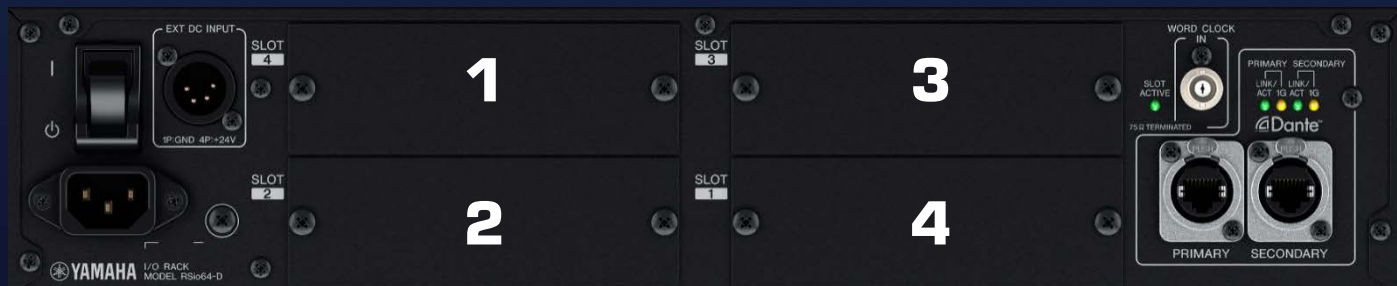 EXT DC INPUT
1P:GND 4P:+24V
SLOT
4
1
SLOT
3
3
WORD CLOCK
IN
SLOT
ACTIVE
75Ω TERMINATED
PRIMARY SECONDARY
LINK/ACT 1G LINK/ACT 1G
Dante™
PUSH PUSH
SLOT
2
2
SLOT
1
4
PRIMARY SECONDARY
YAMAHA I/O RACK
MODEL RSio64-D